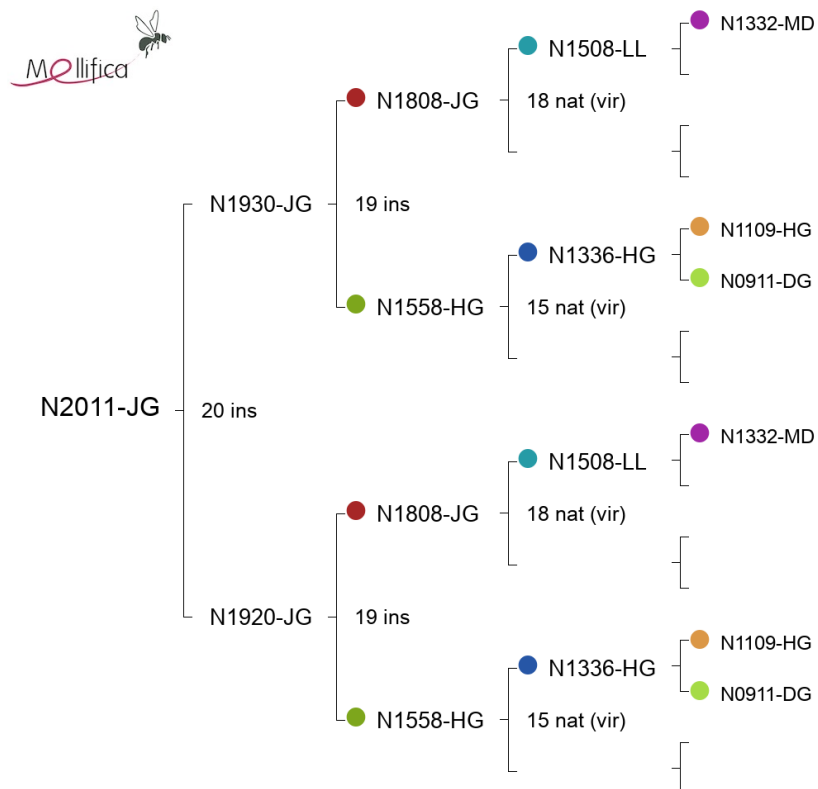 Mellifica
N1332-MD
N1508-LL
N1808-JG
18 nat (vir)
N1930-JG
19 ins
N1109-HG
N1336-HG
N0911-DG
N1558-HG
15 nat (vir)
N2011-JG
20 ins
N1332-MD
N1508-LL
N1808-JG
18 nat (vir)
N1920-JG
19 ins
N1109-HG
N1336-HG
N0911-DG
N1558-HG
15 nat (vir)